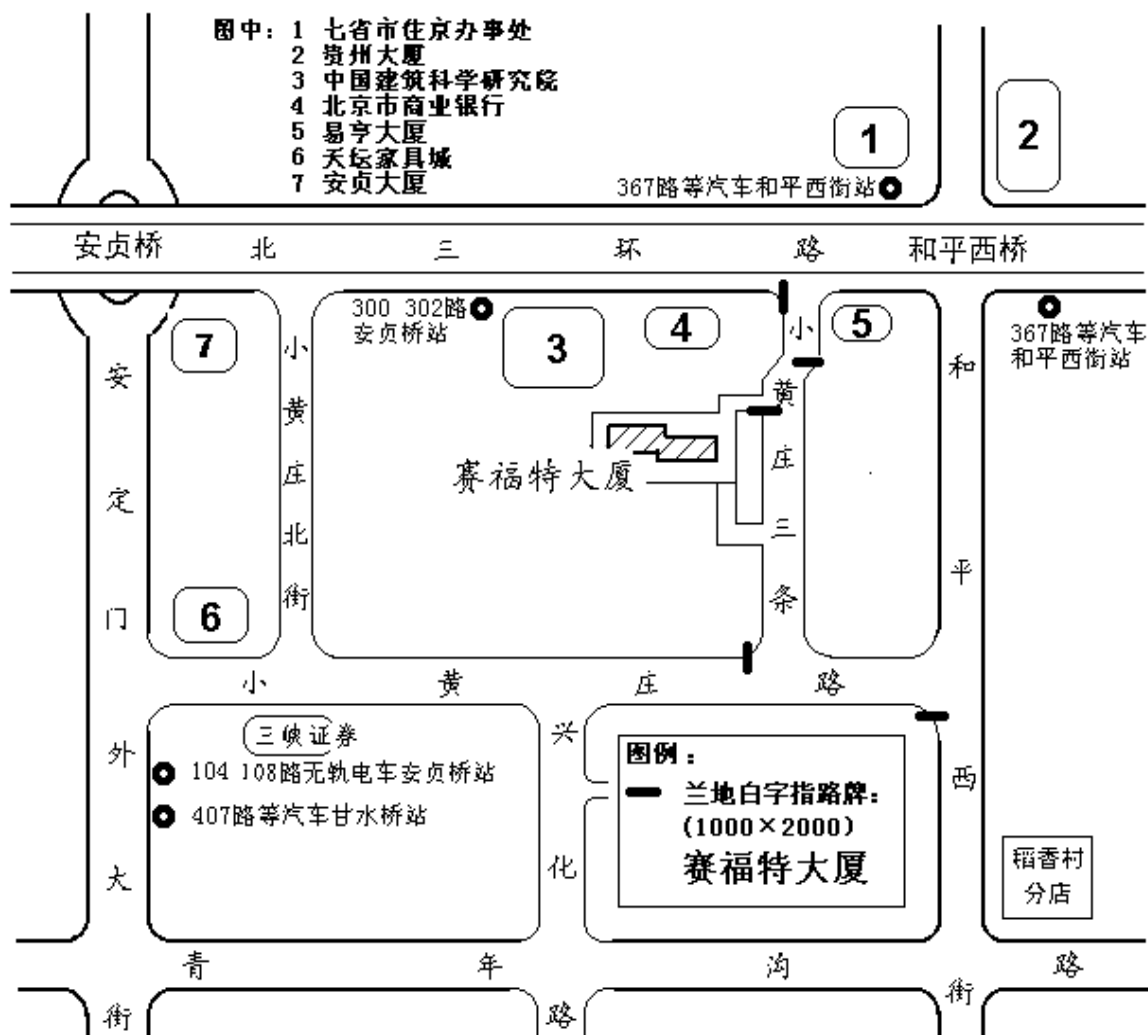 图中: 1 七省市住京办事处
2 贵州大厦
3 中国建筑科学研究院
4 北京市商业银行
5 易亨大厦
6 天坛家具城
7 安贞大厦
1
2
367路等汽车和平西街站
安贞桥
北三环路
和平西桥
300 302路
安贞桥站
3
4
5
7
367路等汽车
和平西街站
小黄庄北街
小黄庄三条
赛福特大厦
6
安定门外大街
和平西街
小黄庄路
三峡证券
104 108路无轨电车安贞桥站
407路等汽车甘水桥站
兴化路
图例:
兰地白字指路牌:
(1000×2000)
赛福特大厦
稻香村
分店
青年沟路